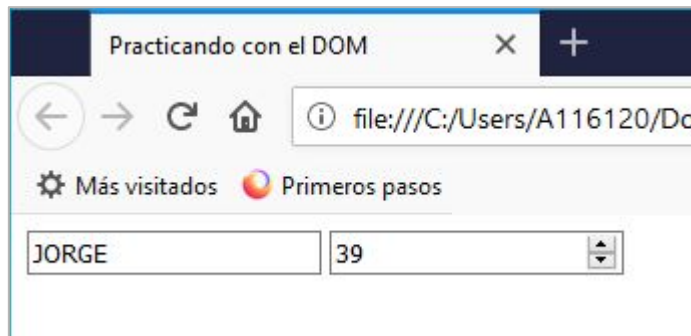 Practicando con el DOM
file:///C:/Users/A116120/Do
Más visitados Primeros pasos
JORGE 39